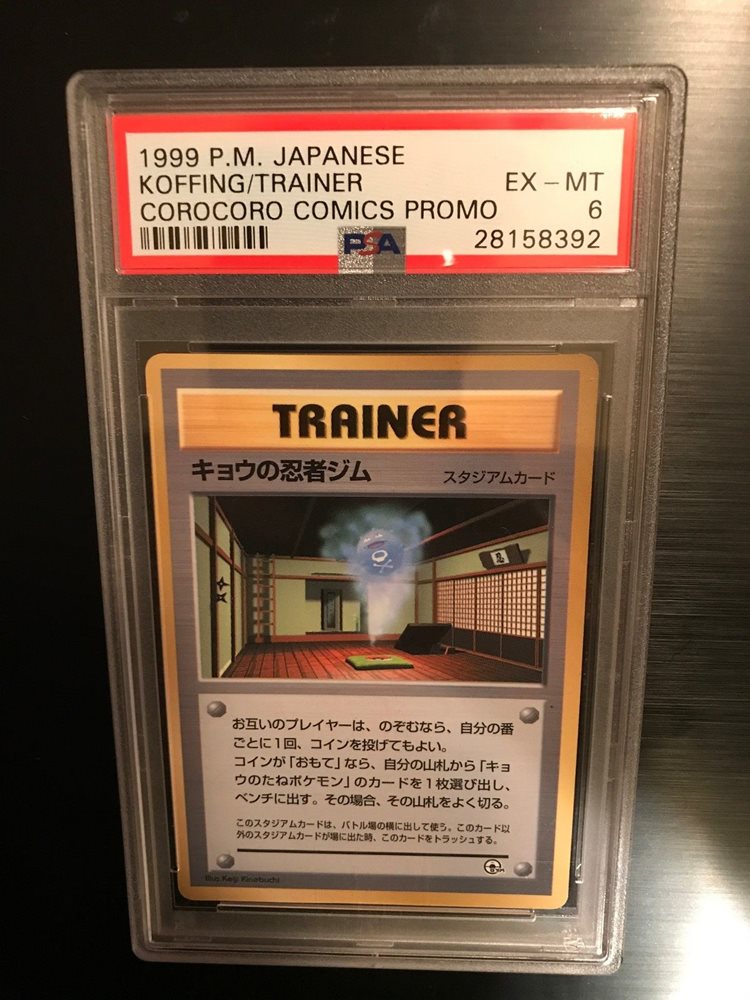 1999 P.M. JAPANESE
KOFFING/TRAINER EX - MT
COROCORO COMICS PROMO 6
PSA 28158392
TRAINER
キョウの忍者ジム スタジアムカード
忍
お互いのプレイヤーは、のぞむなら、自分の番
ごとに1回、コインを投げてもよい。
コインが「おもて」なら、自分の山札から「キョ
ウのたねポケモン」のカードを1枚選び出し、
ベンチに出す。その場合、その山札をよく切る。
このスタジアムカードは、バトル場の横に出して使う。このカード以
外のスタジアムカードが場に出た時、このカードをトラッシュする。
Illus. Keiji Kinebuchi